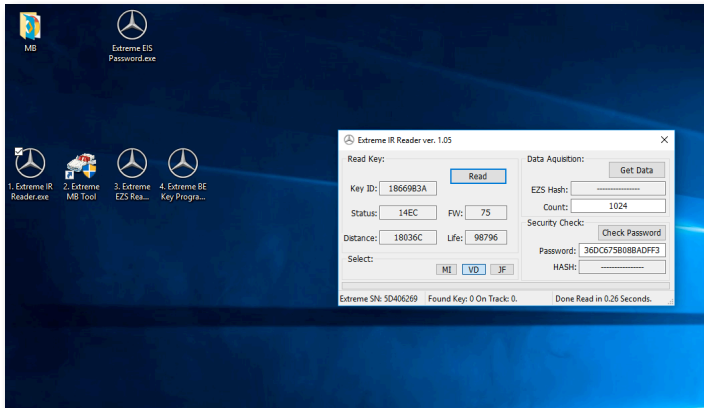 MB
Extreme EIS
Password.exe
1. Extreme IR
Reader.exe
2. Extreme
MB Tool
3. Extreme
EZS Rea...
4. Extreme BE
Key Progra...
Extreme IR Reader ver. 1.05
Read Key:
Read
Key ID: 18669B3A
Status: 14EC FW: 75
Distance: 18036C Life: 98796
Select:
MI VD JF
Data Aquisition:
Get Data
EZS Hash: ----------------
Count: 1024
Security Check:
Check Password
Password: 36DC675B08BADFF3
HASH: ----------------
Extreme SN: 5D406269 Found Key: 0 On Track: 0. Done Read in 0.26 Seconds.